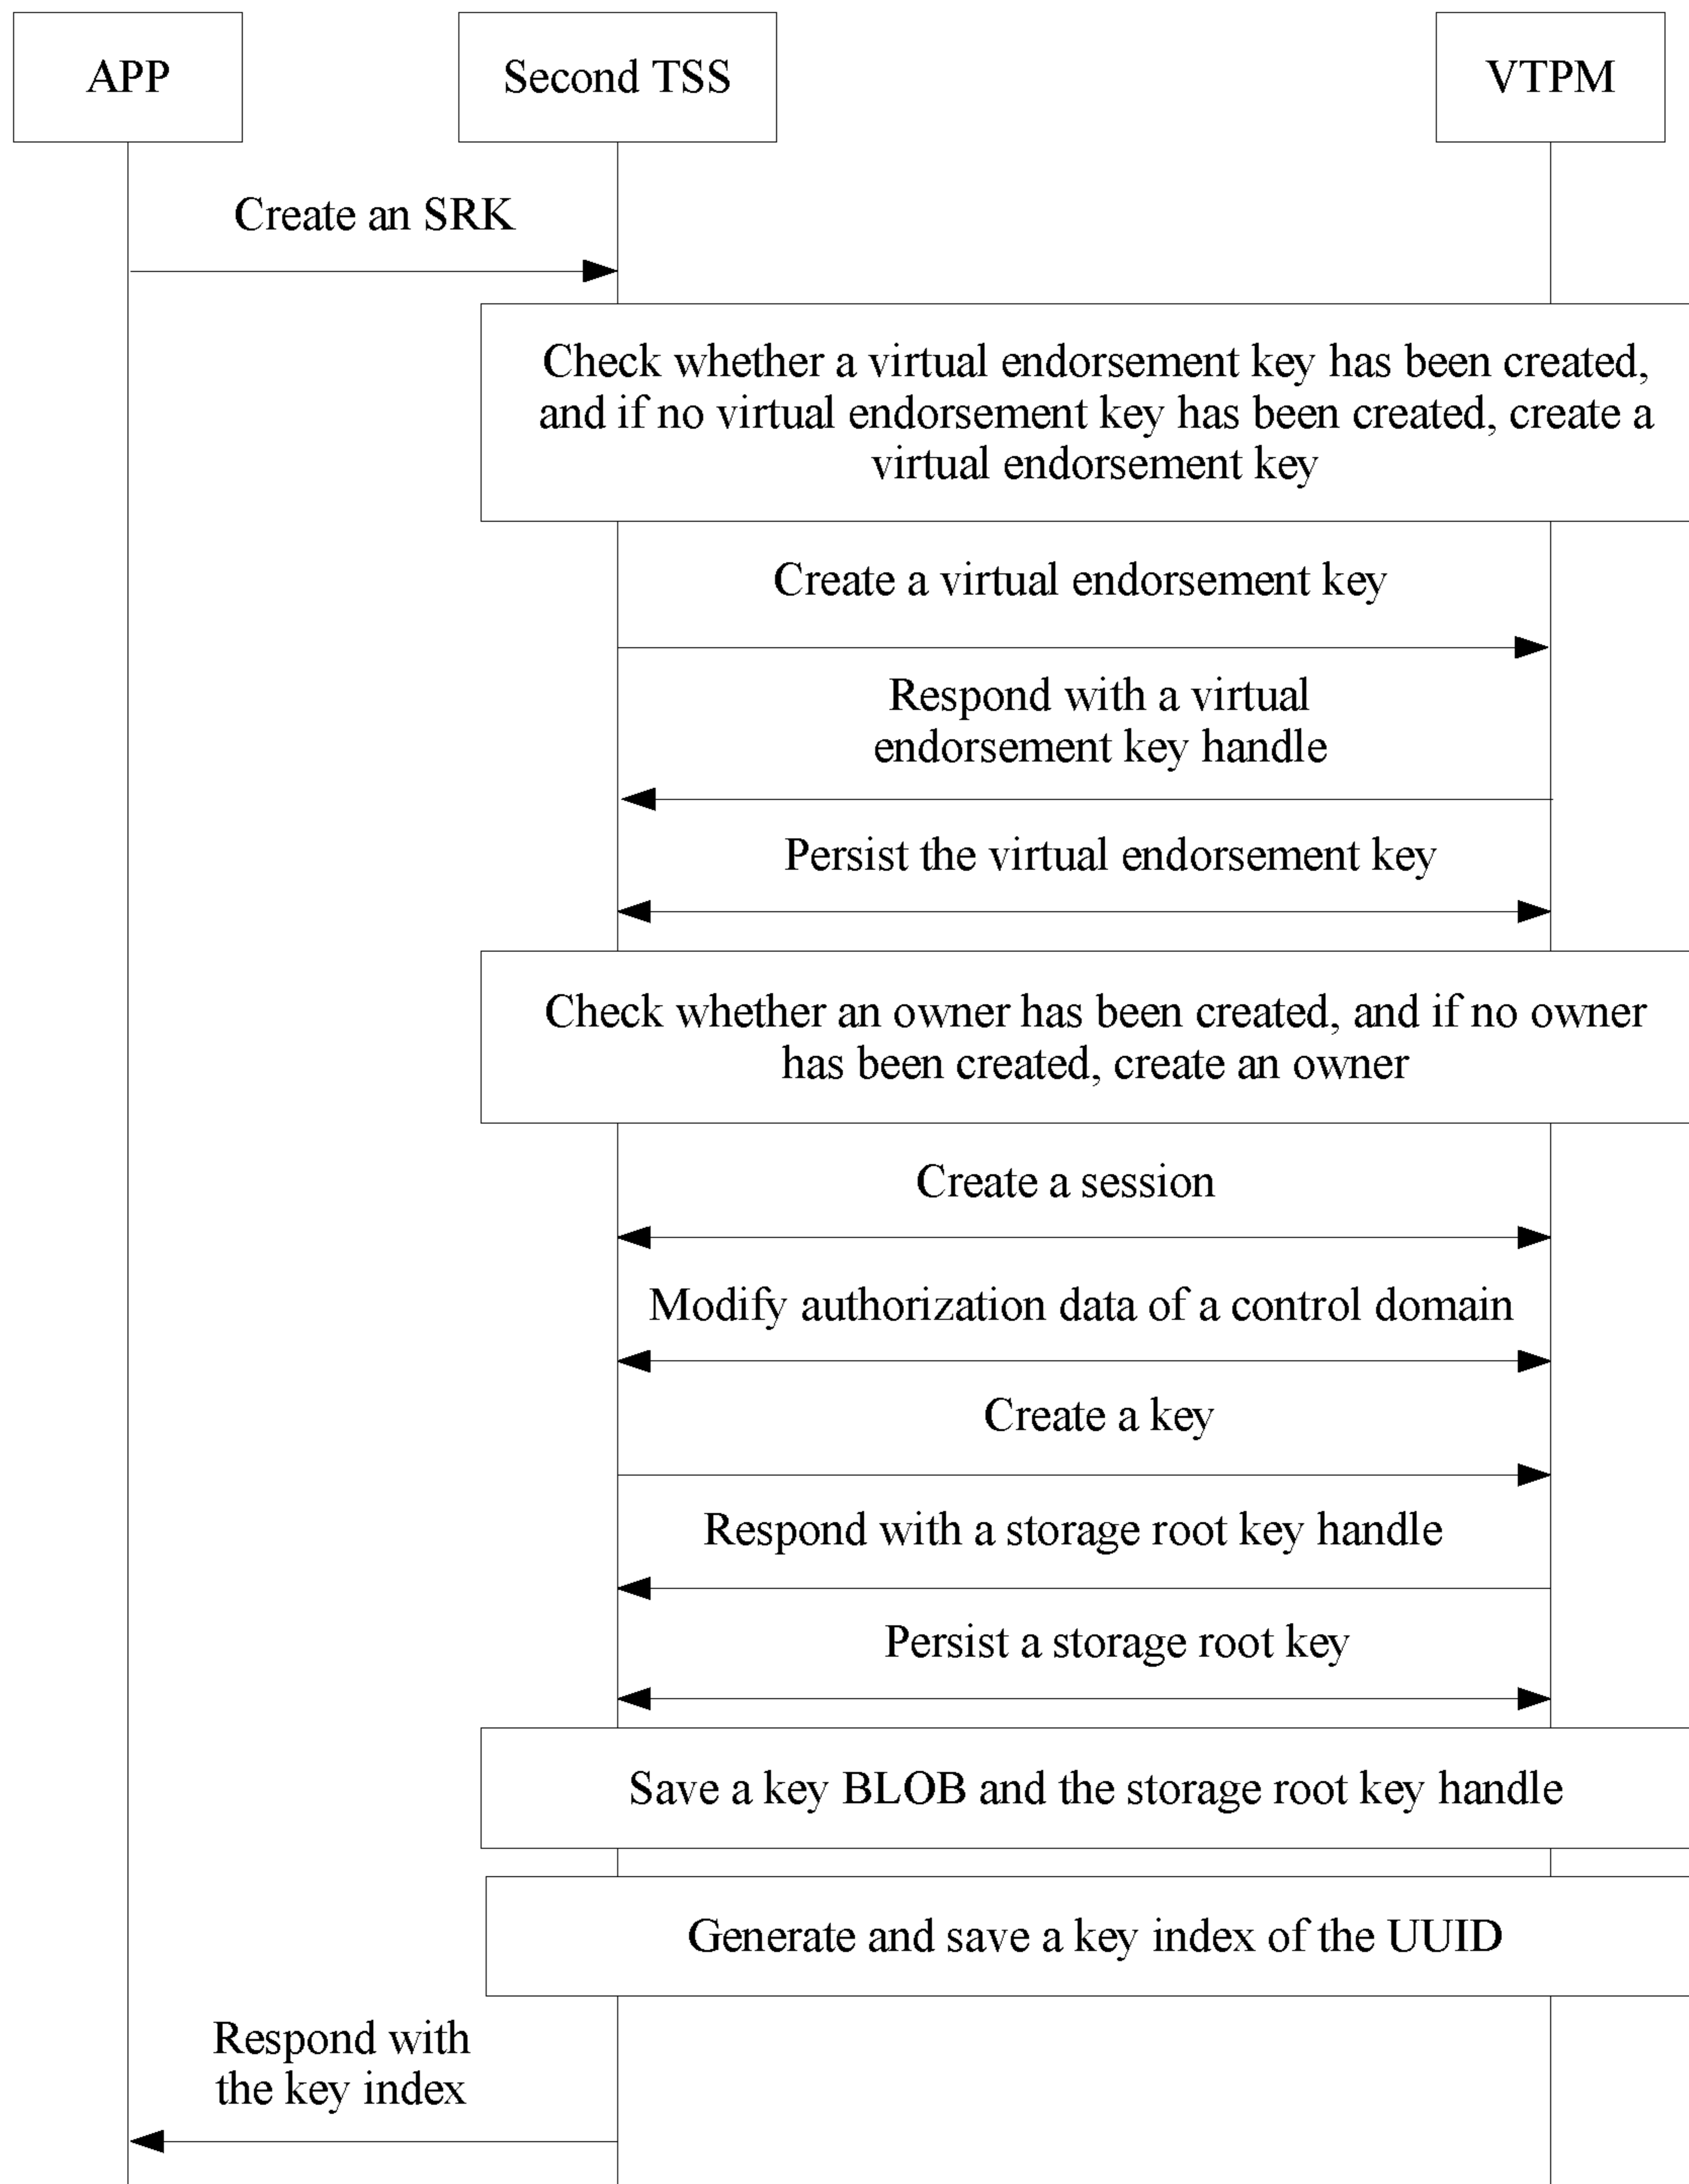 APP
Second TSS
VTPM
Create an SRK
Check whether a virtual endorsement key has been created,
and if no virtual endorsement key has been created, create a
virtual endorsement key
Create a virtual endorsement key
Respond with a virtual
endorsement key handle
Persist the virtual endorsement key
Check whether an owner has been created, and if no owner
has been created, create an owner
Create a session
Modify authorization data of a control domain
Create a key
Respond with a storage root key handle
Persist a storage root key
Save a key BLOB and the storage root key handle
Generate and save a key index of the UUID
Respond with
the key index